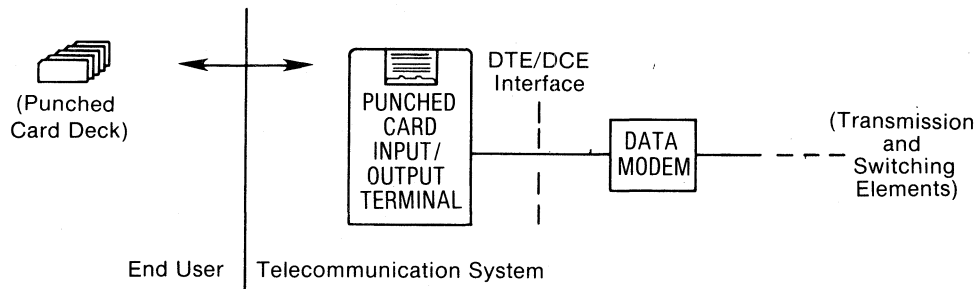 (Punched
Card Deck)
DTE/DCE
Interface
PUNCHED
CARD
INPUT/
OUTPUT
TERMINAL
DATA
MODEM
(Transmission
and
Switching
Elements)
End User
Telecommunication System